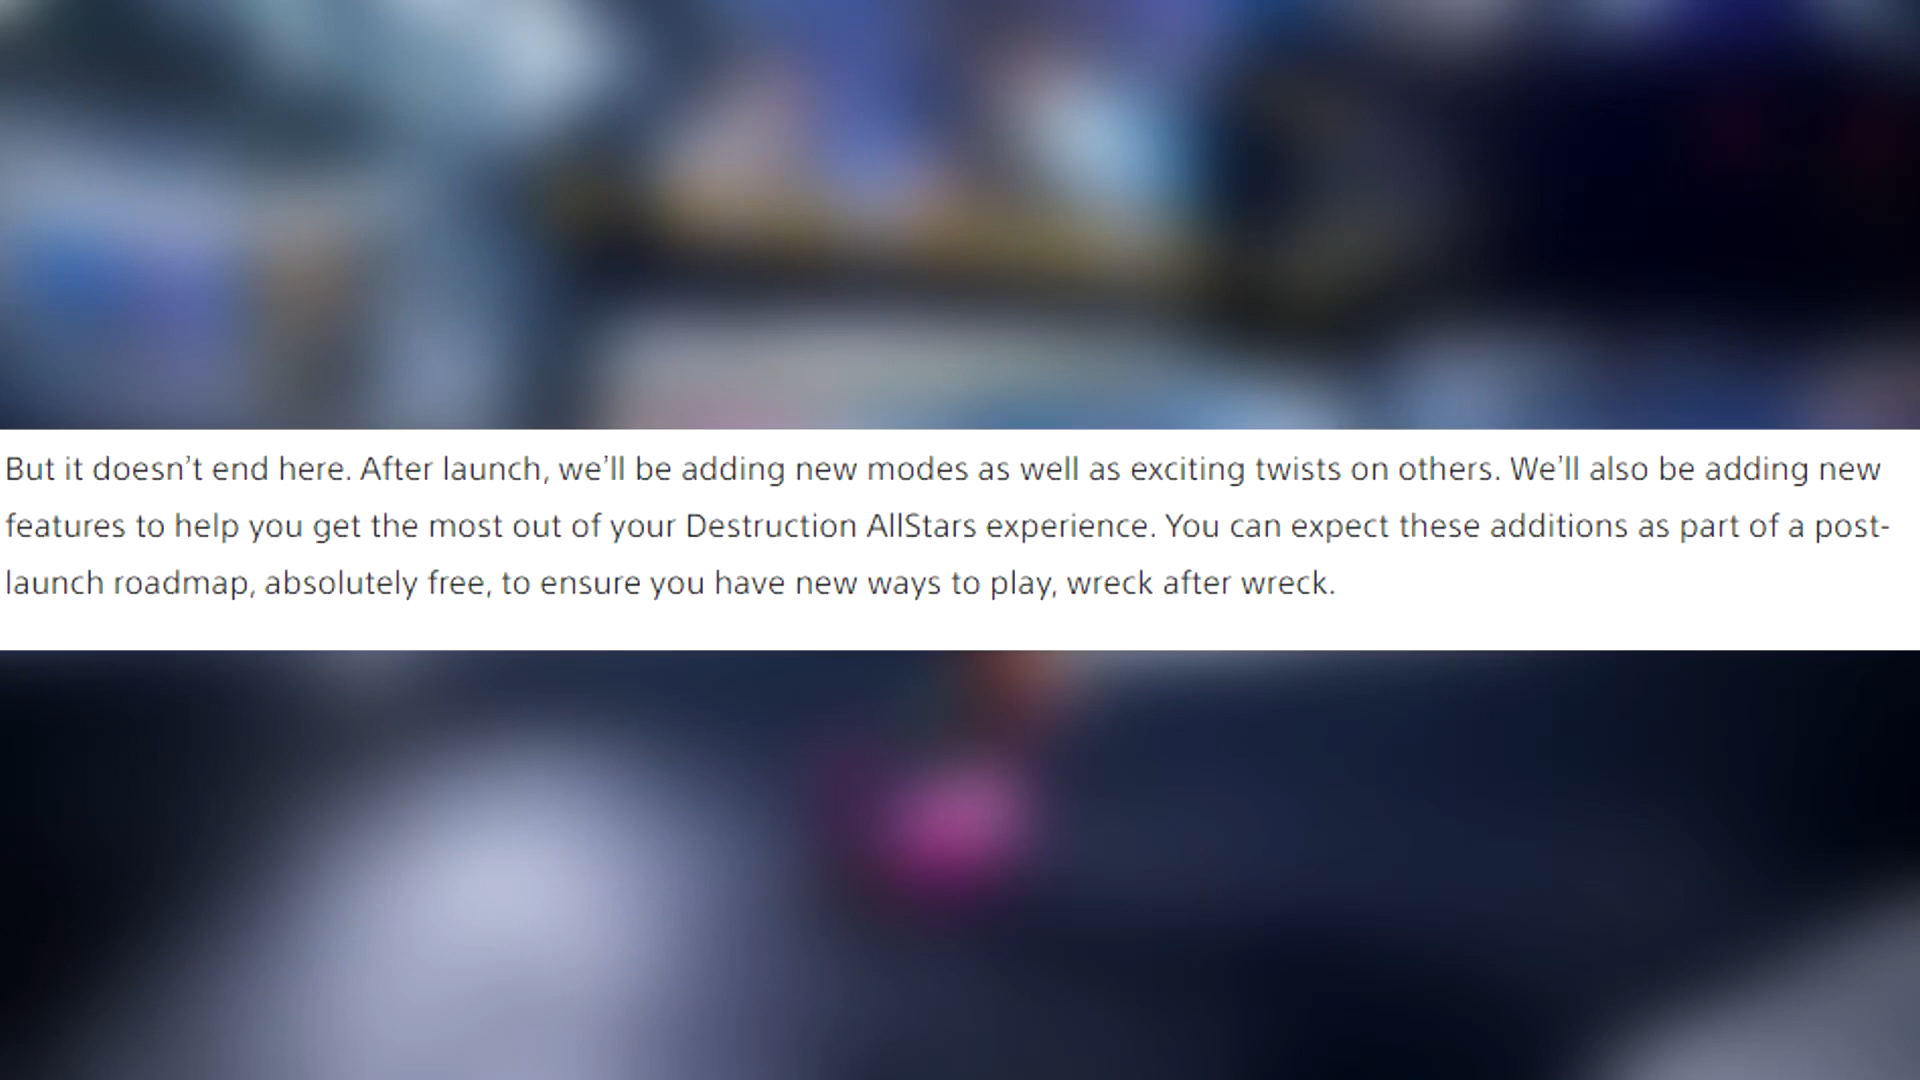 But it doesn’t end here. After launch, we’ll be adding new modes as well as exciting twists on others. We’ll also be adding new
features to help you get the most out of your Destruction AllStars experience. You can expect these additions as part of a post-
launch roadmap, absolutely free, to ensure you have new ways to play, wreck after wreck.